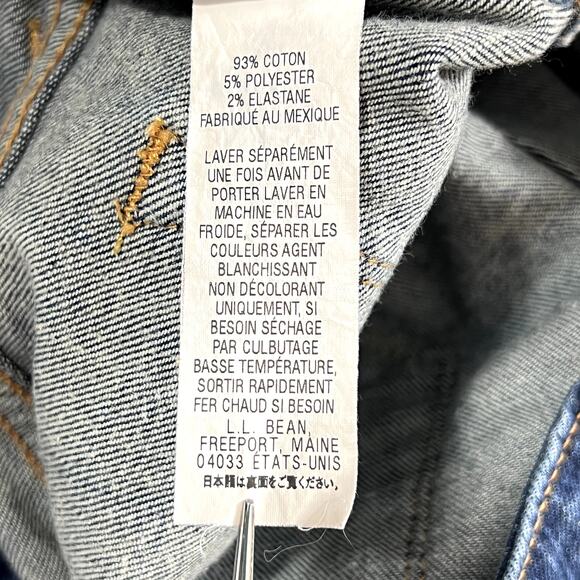 93% COTON
5% POLYESTER
2% ELASTANE
FABRIQUÉ AU MEXIQUE
LAVER SÉPARÉMENT
UNE FOIS AVANT DE
PORTER LAVER EN
MACHINE EN EAU
FROIDE, SÉPARER LES
COULEURS AGENT
BLANCHISSANT
NON DÉCOLORANT
UNIQUEMENT, SI
BESOIN SÉCHAGE
PAR CULBUTAGE
BASSE TEMPÉRATURE,
SORTIR RAPIDEMENT
FER CHAUD SI BESOIN
L.L. BEAN,
FREEPORT, MAINE
04033 ÉTATS-UNIS
日本語は裏面をご覧ください。